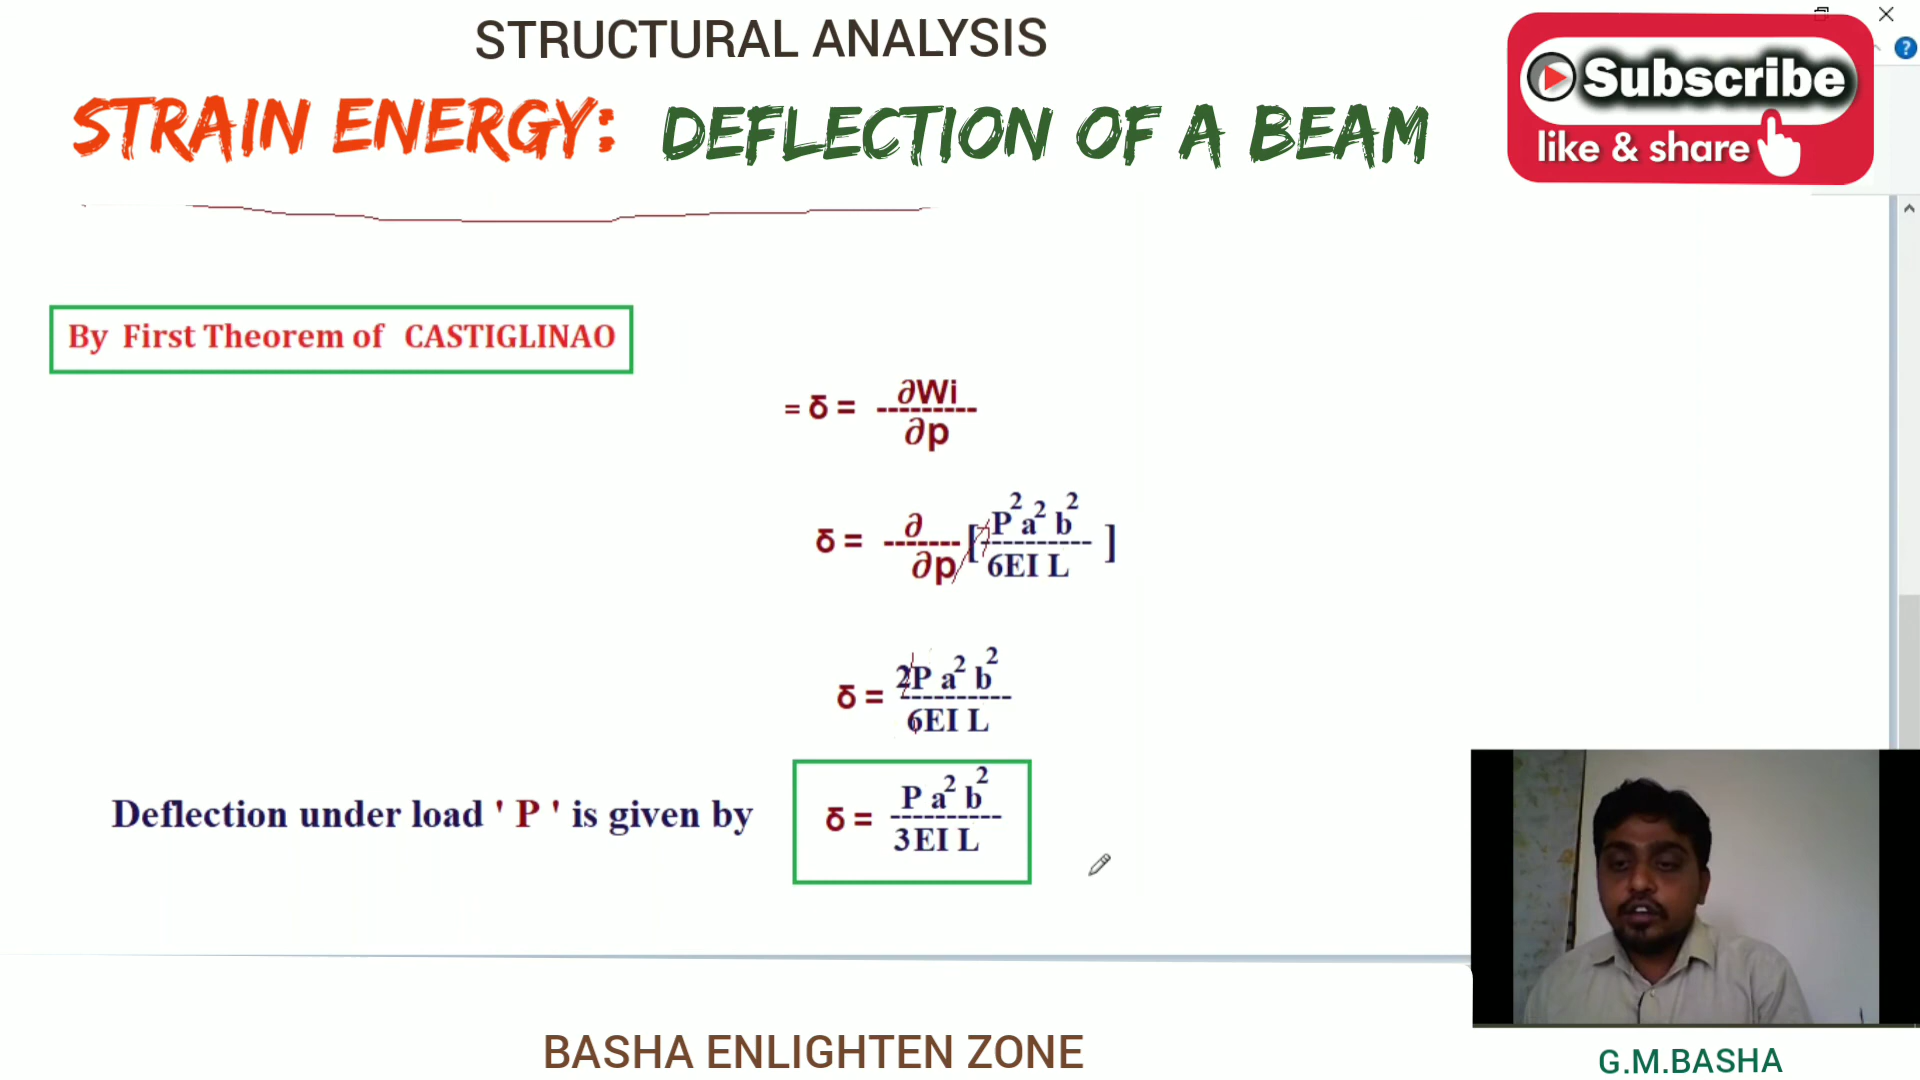 STRUCTURAL ANALYSIS
STRAIN ENERGY: DEFLECTION OF A BEAM
Subscribe
like & share
?
By First Theorem of CASTIGLINAO
= δ = ∂Wi / ∂p
δ = ∂ / ∂p [ P² a² b² / 6EI L ]
δ = 2P a² b² / 6EI L
Deflection under load ' P ' is given by δ = P a² b² / 3EI L
BASHA ENLIGHTEN ZONE
G.M.BASHA